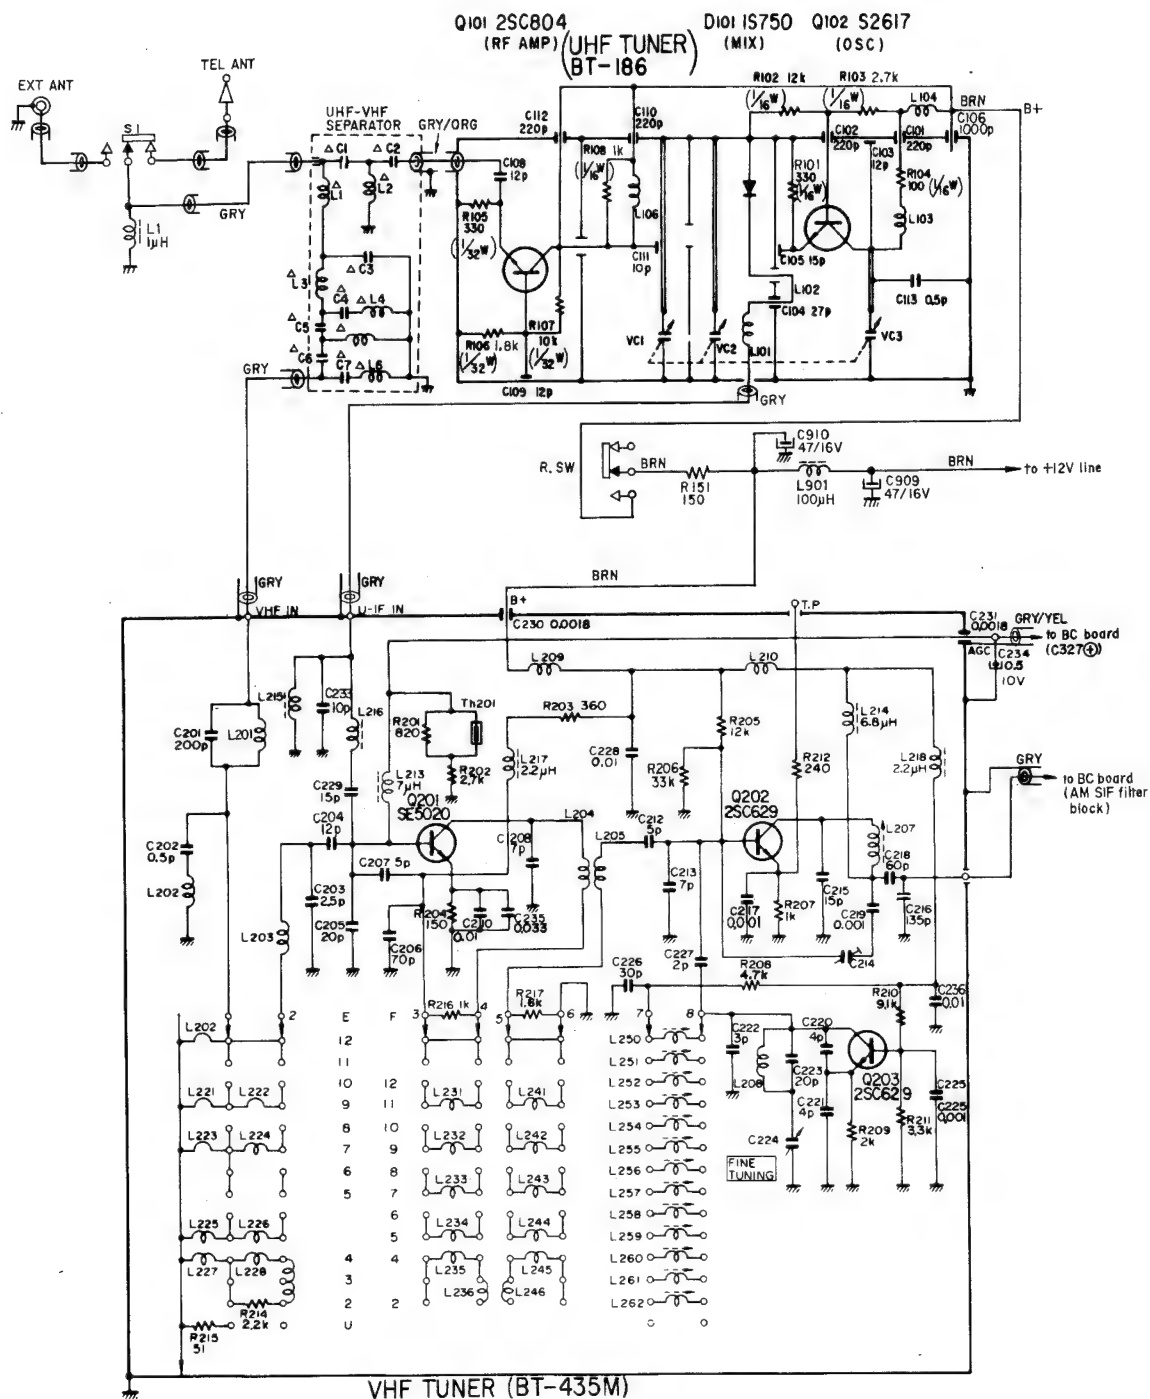 Q101 2SC804
(RF AMP)
(UHF TUNER)
BT-186
D101 1S750
(MIX)
Q102 S2617
(OSC)
EXT ANT
TEL ANT
S1
L1
1µH
GRY
UHF-VHF
SEPARATOR
GRY/ORG
△ C1
△ C2
△ L1
△ L2
△ C3
△ L3
△ C4
△ L4
△ C5
△
△ C6
△ C7
△ L6
GRY
C112
220p
C110
220p
R102 12k
(1/16W)
R103 2.7k
(1/16W)
L104
BRN
B+
C106
1000p
C108
12p
R108 1k
(1/16W)
C102
220p
C103
12p
C101
220p
R101
330
(1/16W)
R104
100
(1/16W)
R105
330
(1/32W)
L106
L103
C111
10p
C105 15p
L102
C104 27p
C113 0.5p
R107
10k
(1/32W)
R106 1.8k
(1/32W)
C109 12p
VC1
VC2
L101
VC3
GRY
R. SW
BRN
R151
150
C910
47/16V
L901
100µH
C909
47/16V
BRN
to +12V line
BRN
GRY
VHF IN
GRY
U-IF IN
B+
C230 0.0018
T.P
C231
0.0018
GRY/YEL
to BC board
(C327⊕)
AGC
C234
0.5
10V
L209
L210
L215
C233
10p
L216
C201
200p
L201
R201
820
Th201
R202
2.7k
R203 360
L217
2.2µH
C228
0.01
R205
12k
R206
33k
R212
240
L214
6.8µH
L218
2.2µH
GRY
to BC board
(AM SIF filter
block)
C229
15p
L213
7µH
Q201
SE5020
C204
12p
C202
0.5p
L202
C207 5p
C208
7p
L204
L205
C212
5p
Q202
2SC629
L207
C218
60p
C203
2.5p
C205
20p
L203
C206
70p
R204
150
C210
0.01
C235
0.033
C213
7p
C217
0.001
R207
1k
C215
15p
C219
0.001
C216
135p
C214
C226
30p
C227
2p
R208
4.7k
C236
0.01
R210
9.1k
R216 1k
R217
1.8k
2 E F 3 4 5 6 7 8
L202 12 L250
11 L251
L221 L222 10 12 L231 L241 L252
9 11 L253
L223 L224 8 10 L232 L242 L254
7 9 L255
6 8 L233 L243 L256
5 7 L257
L225 L226 6 L234 L244 L258
5 L259
L227 L228 4 4 L235 L245 L260
3 L236 L246 L261
2 2 L262
R214
2.2k
R215
51
U
C222
3p
L208
C220
4p
C223
20p
C221
4p
Q203
2SC629
C225
C225
0.001
C224
R209
2k
R211
3.3k
FINE
TUNING
VHF TUNER (BT-435M)